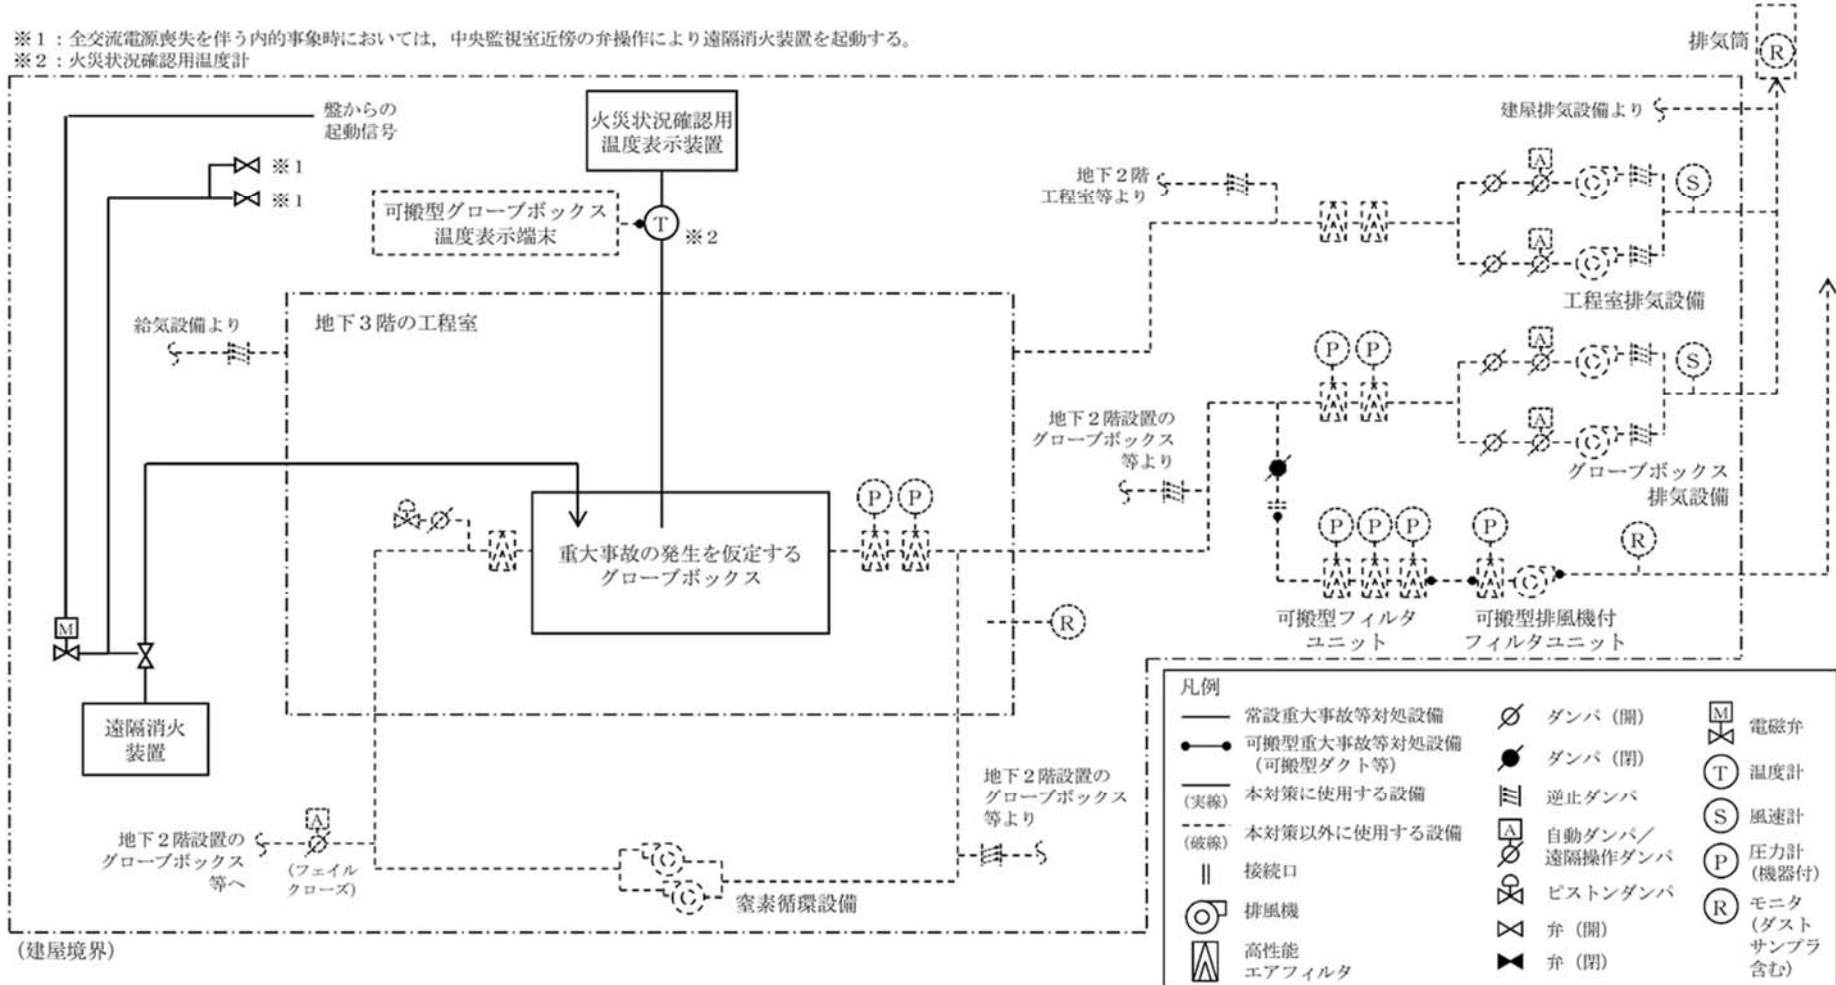 ※1：全交流電源喪失を伴う内的事象時においては，中央監視室近傍の弁操作により遠隔消火装置を起動する。
※2：火災状況確認用温度計
排気筒
R
盤からの
起動信号
※1
※1
火災状況確認用
温度表示装置
可搬型グローブボックス
温度表示端末
T
※2
建屋排気設備より
地下2階
工程室等より
A
S
A
工程室排気設備
給気設備より
地下3階の工程室
P
P
A
S
地下2階設置の
グローブボックス
等より
A
グローブボックス
排気設備
P
P
重大事故の発生を仮定する
グローブボックス
P
P
P
P
R
可搬型フィルタ
ユニット
可搬型排風機付
フィルタユニット
R
M
遠隔消火
装置
地下2階設置の
グローブボックス
等より
地下2階設置の
グローブボックス
等へ
A
(フェイル
クローズ)
窒素循環設備
(建屋境界)
凡例
常設重大事故等対処設備
可搬型重大事故等対処設備
(可搬型ダクト等)
(実線)
本対策に使用する設備
(破線)
本対策以外に使用する設備
接続口
排風機
高性能
エアフィルタ
ダンパ（開）
ダンパ（閉）
逆止ダンパ
A
自動ダンパ／
遠隔操作ダンパ
ピストンダンパ
弁（開）
弁（閉）
M
電磁弁
T
温度計
S
風速計
P
圧力計
(機器付)
R
モニタ
(ダスト
サンプラ
含む)